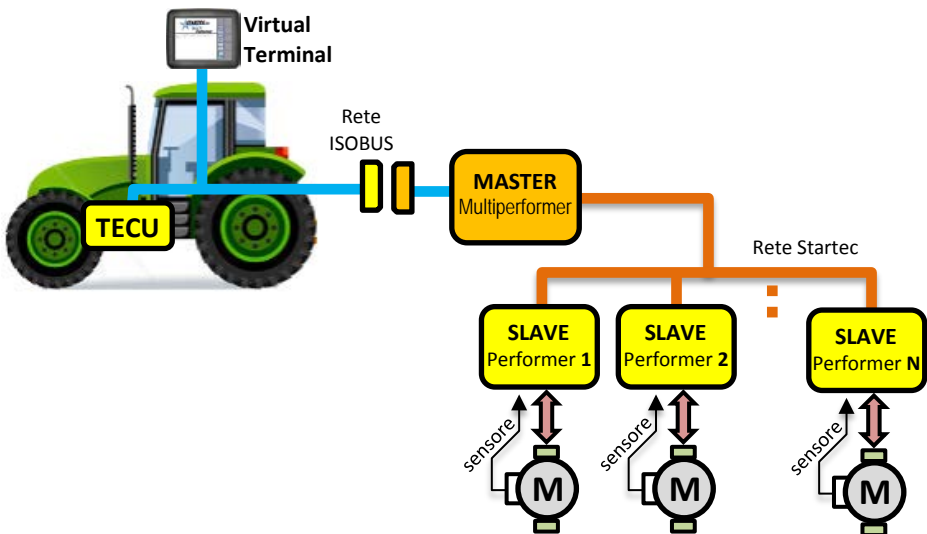 Virtual
Terminal
Rete
ISOBUS
TECU
MASTER
Multiperformer
Rete Startec
SLAVE
Performer 1
SLAVE
Performer 2
SLAVE
Performer N
sensore
sensore
sensore
M
M
M